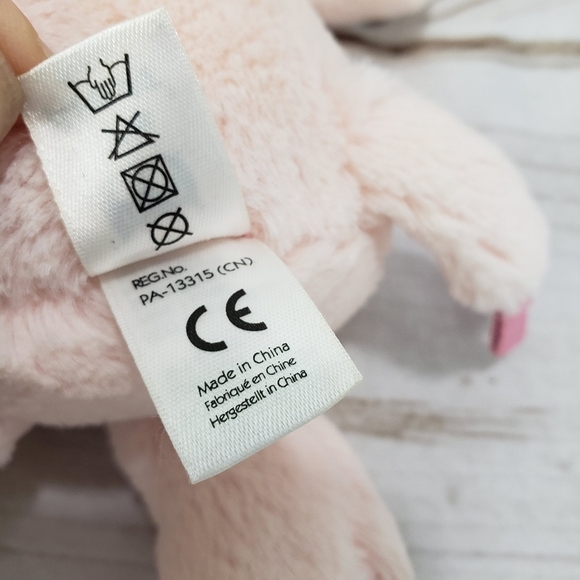 REG.No.
PA-13315 (CN)
CE
Made in China
Fabriqué en Chine
Hergestellt in China